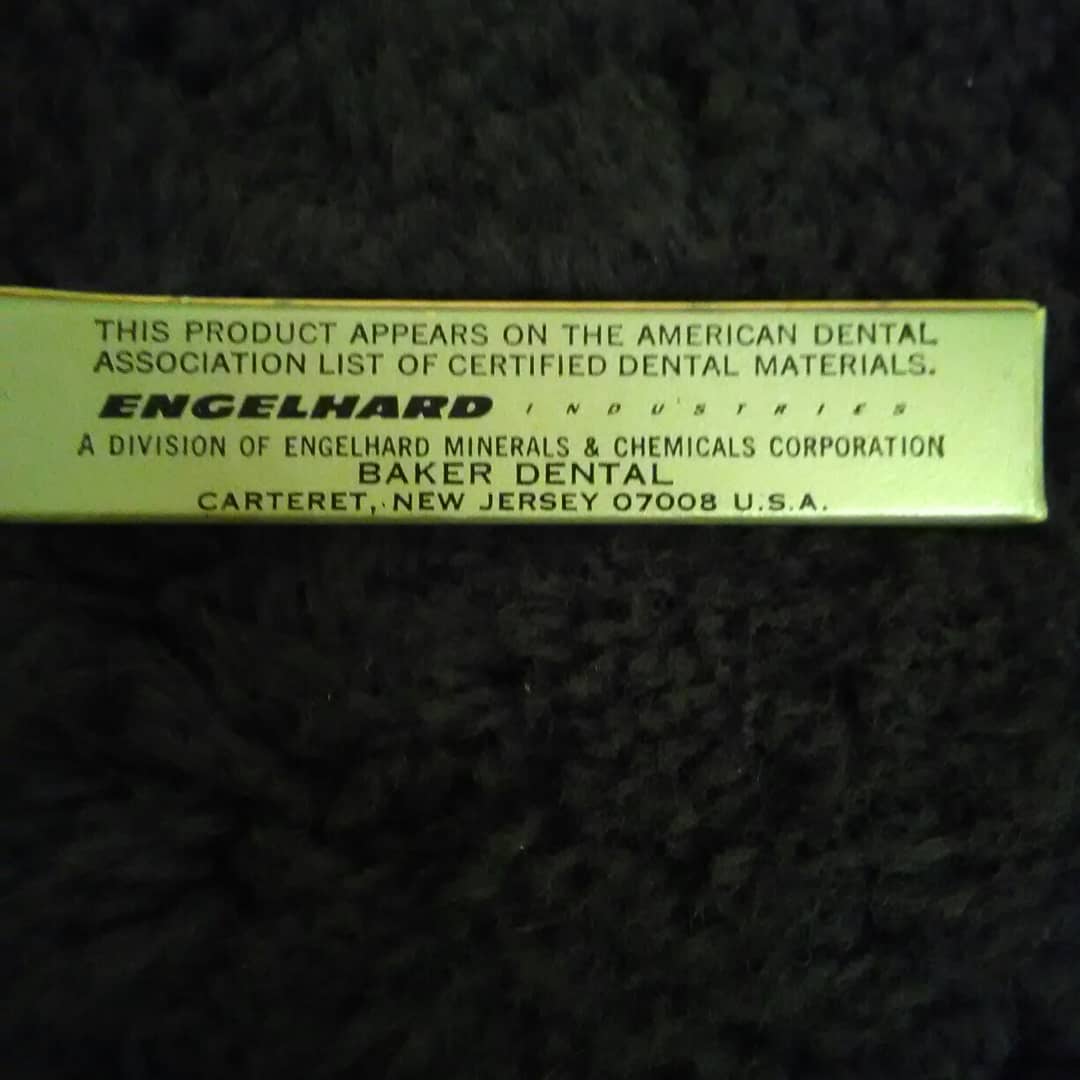 THIS PRODUCT APPEARS ON THE AMERICAN DENTAL
ASSOCIATION LIST OF CERTIFIED DENTAL MATERIALS.
ENGELHARD INDUSTRIES
A DIVISION OF ENGELHARD MINERALS & CHEMICALS CORPORATION
BAKER DENTAL
CARTERET, NEW JERSEY 07008 U.S.A.